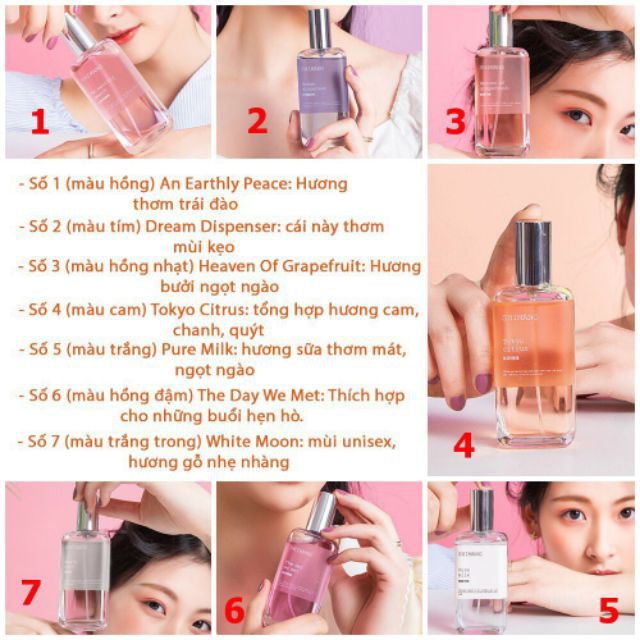 1
2
3
- Số 1 (màu hồng) An Earthly Peace: Hương
thơm trái đào
- Số 2 (màu tím) Dream Dispenser: cái này thơm
mùi kẹo
- Số 3 (màu hồng nhạt) Heaven Of Grapefruit: Hương
bưởi ngọt ngào
- Số 4 (màu cam) Tokyo Citrus: tổng hợp hương cam,
chanh, quýt
- Số 5 (màu trắng) Pure Milk: hương sữa thơm mát,
ngọt ngào
- Số 6 (màu hồng đậm) The Day We Met: Thích hợp
cho những buổi hẹn hò.
- Số 7 (màu trắng trong) White Moon: mùi unisex,
hương gỗ nhẹ nhàng
Tokyo
citrus
4
7
6
5